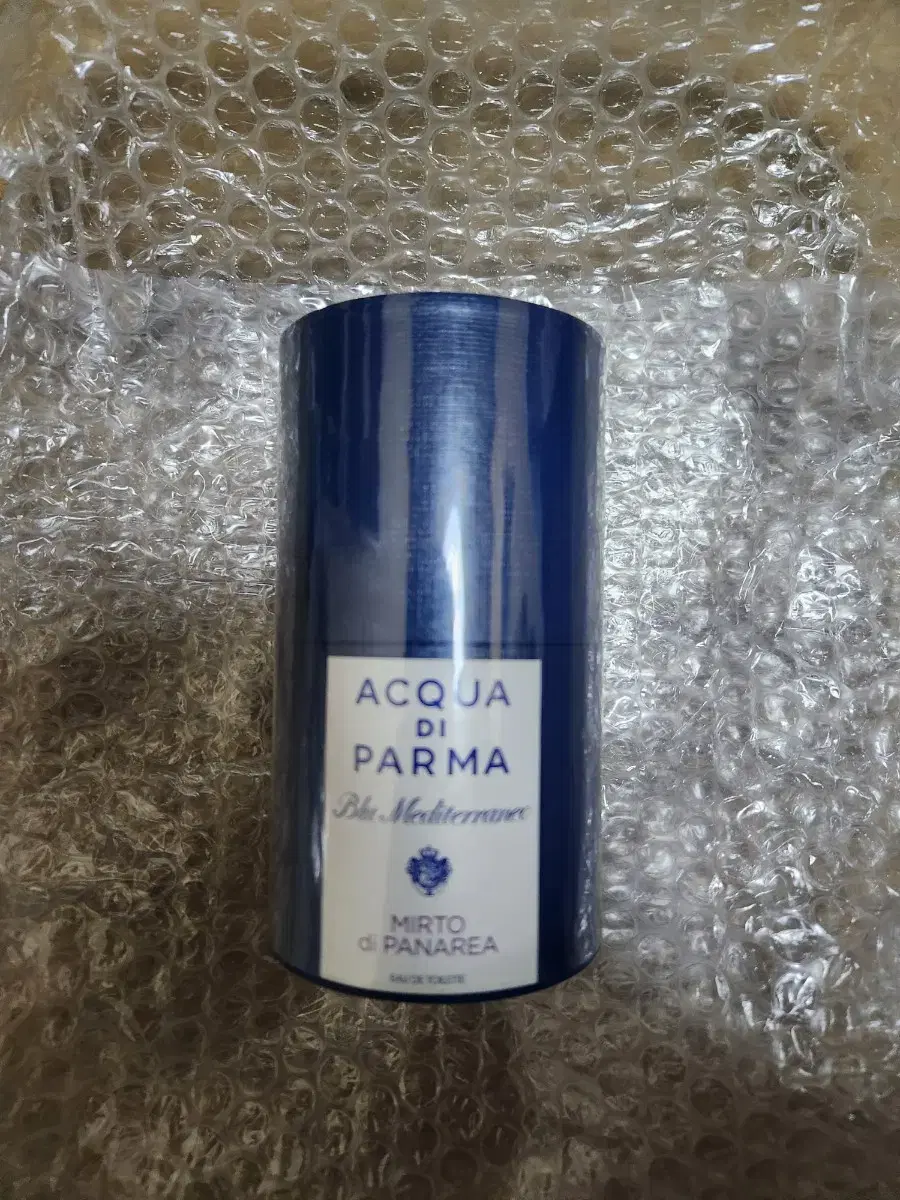 ACQUA
DI
PARMA
Blu Mediterraneo
MIRTO
di PANAREA
EAU DE TOILETTE